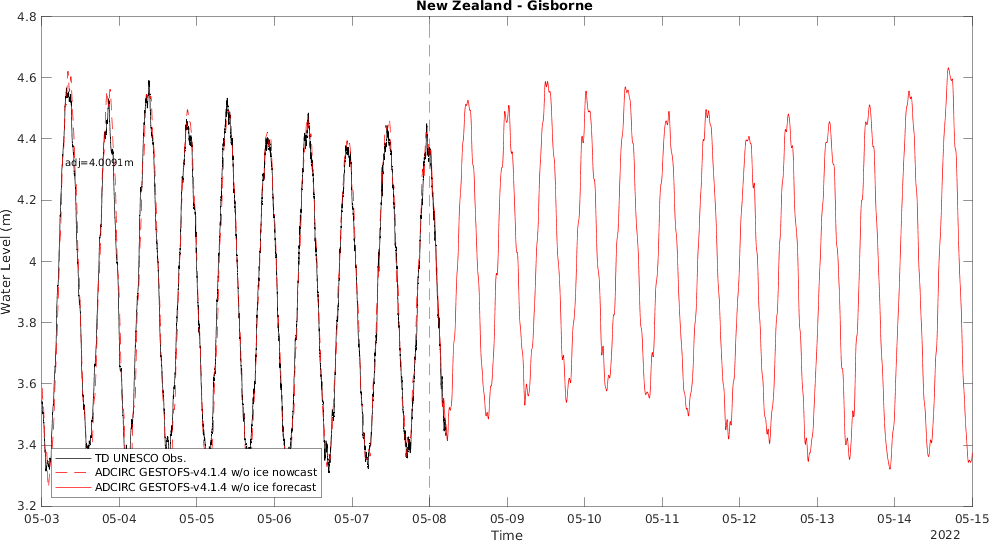 New Zealand - Gisborne
4.8
4.6
4.4
4.2
4
3.8
3.6
3.4
3.2
Water Level (m)
adj=4.0091m
TD UNESCO Obs.
ADCIRC GESTOFS-v4.1.4 w/o ice nowcast
ADCIRC GESTOFS-v4.1.4 w/o ice forecast
05-03 05-04 05-05 05-06 05-07 05-08 05-09 05-10 05-11 05-12 05-13 05-14 05-15
Time
2022